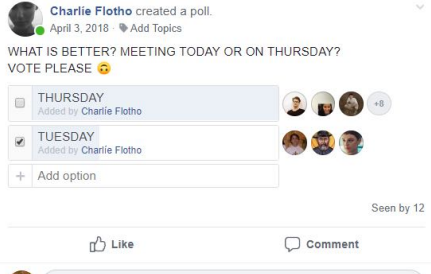 Charlie Flotho created a poll.
April 3, 2018 · Add Topics
WHAT IS BETTER? MEETING TODAY OR ON THURSDAY?
VOTE PLEASE 🙃
THURSDAY
Added by Charlie Flotho
+8
TUESDAY
Added by Charlie Flotho
+ Add option
Seen by 12
Like Comment